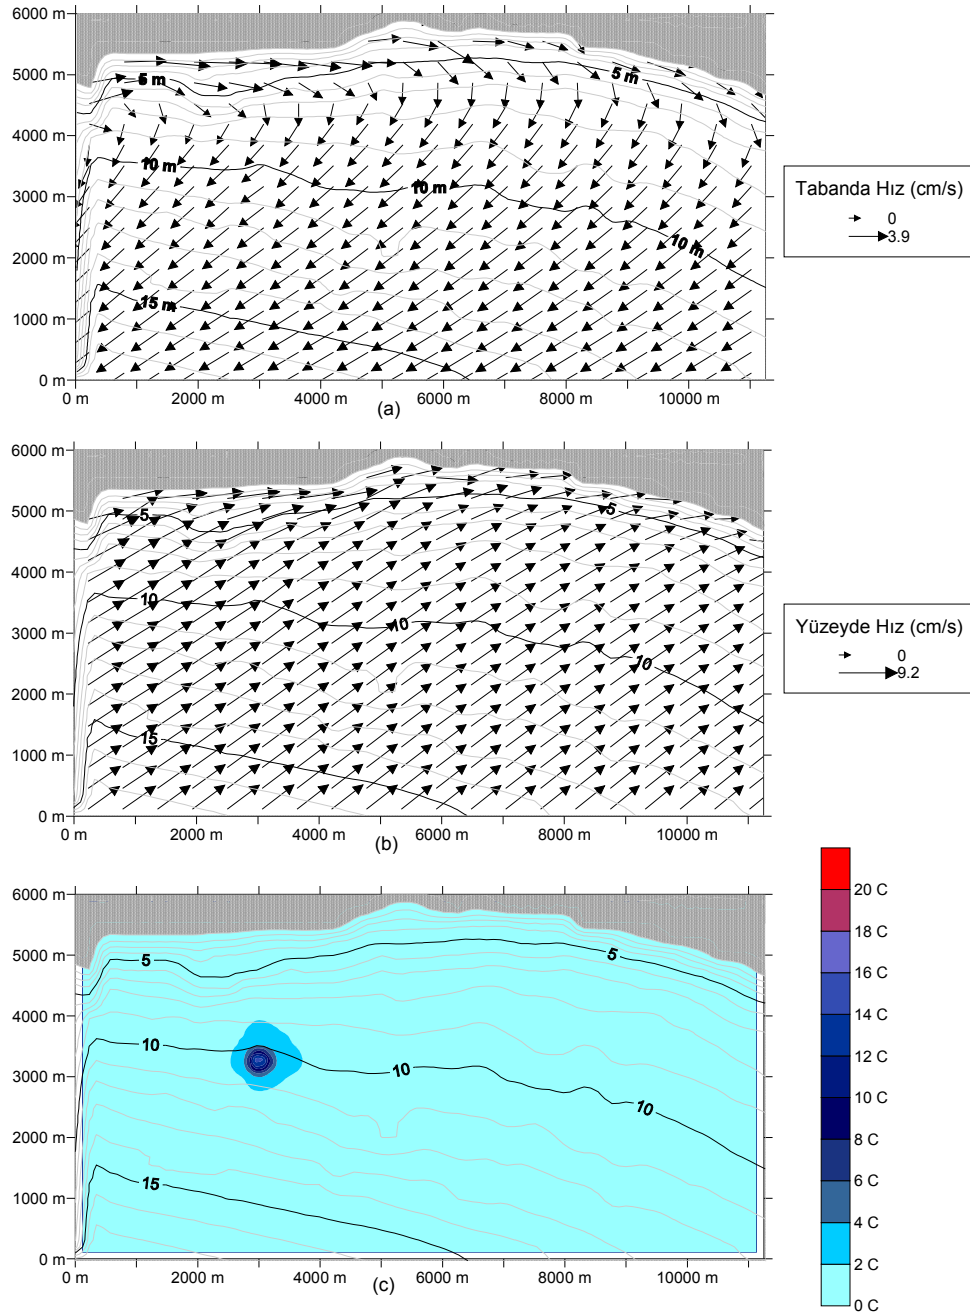 6000 m
5000 m
4000 m
3000 m
2000 m
1000 m
0 m
5 m
5 m
10 m
10 m
10 m
15 m
0 m
2000 m
4000 m
6000 m
8000 m
10000 m
(a)
Tabanda Hız (cm/s)
0
3.9
6000 m
5000 m
4000 m
3000 m
2000 m
1000 m
0 m
5
5
10
10
10
15
0 m
2000 m
4000 m
6000 m
8000 m
10000 m
(b)
Yüzeyde Hız (cm/s)
0
9.2
6000 m
5000 m
4000 m
3000 m
2000 m
1000 m
0 m
5
5
10
10
10
15
0 m
2000 m
4000 m
6000 m
8000 m
10000 m
(c)
20 C
18 C
16 C
14 C
12 C
10 C
8 C
6 C
4 C
2 C
0 C